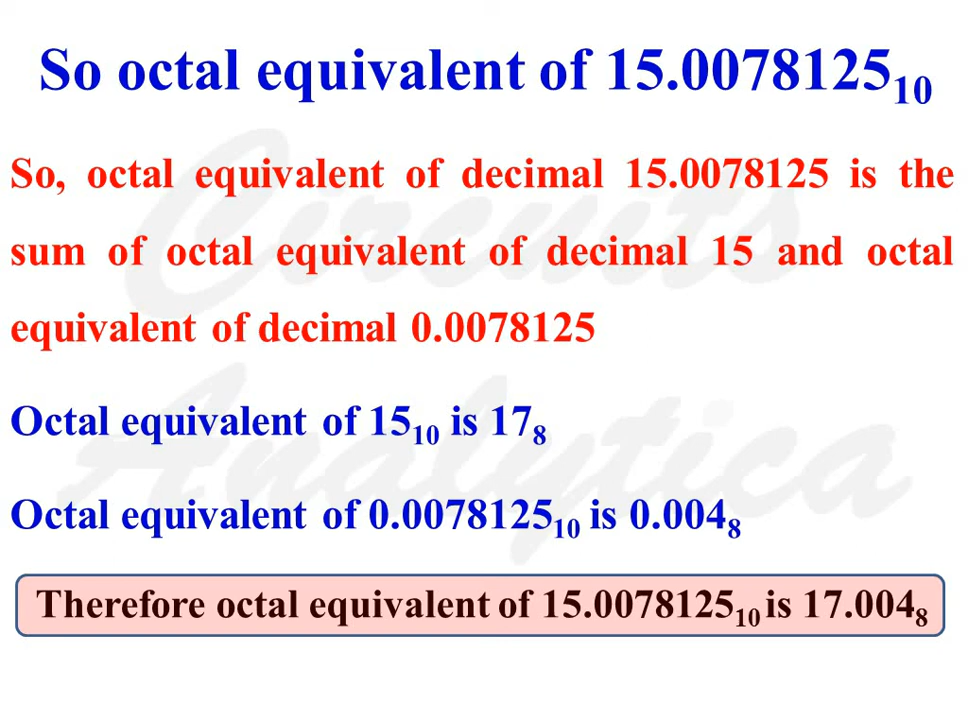 So octal equivalent of 15.0078125₁₀
So, octal equivalent of decimal 15.0078125 is the
sum of octal equivalent of decimal 15 and octal
equivalent of decimal 0.0078125
Circuits
Octal equivalent of 15₁₀ is 17₈
Analytica
Octal equivalent of 0.0078125₁₀ is 0.004₈
Therefore octal equivalent of 15.0078125₁₀ is 17.004₈